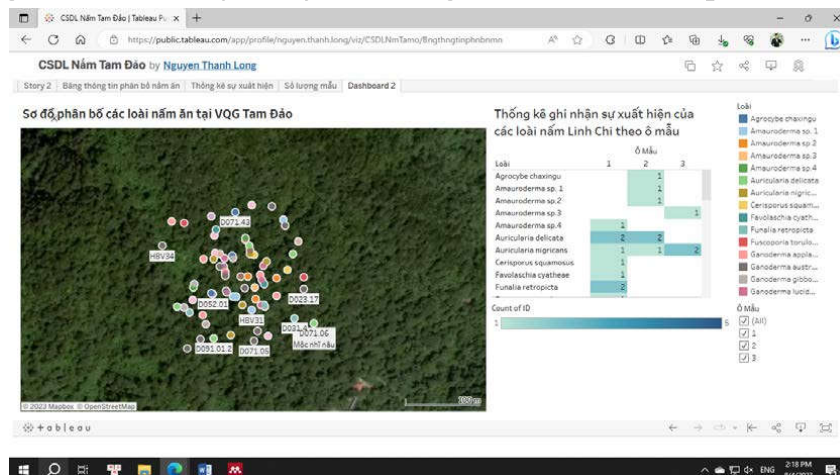 CSDL Nấm Tam Đảo | Tableau Pu
https://public.tableau.com/app/profile/nguyen.thanh.long/viz/CSDLNmTamo/Bngthngtinphnbnmn
CSDL Nấm Tam Đảo by Nguyen Thanh Long
Story 2 Bảng thông tin phân bố nấm ăn Thống kê sự xuất hiện Số lượng mẫu Dashboard 2
Sơ đồ phân bố các loài nấm ăn tại VQG Tam Đảo
D071.43
HBV34
D052.01
D023.17
HBV31
D031.4
D071.06
Mộc nhĩ nâu
D091.01.2
D071.05
© 2023 Mapbox © OpenStreetMap
Thống kê ghi nhận sự xuất hiện của
các loài nấm Linh Chi theo ô mẫu
Ô Mẫu
Loài 1 2 3
Agrocybe chaxingu 1
Amauroderma sp. 1 1
Amauroderma sp.2 1
Amauroderma sp.3 1
Amauroderma sp.4 1
Auricularia delicata 2 2
Auricularia nigricans 1 1 2
Cerisporus squamosus 1
Favolaschia cyatheae 1
Funalia retropicta 2
Count of ID
1 5
Loài
Agrocybe chaxingu
Amauroderma sp. 1
Amauroderma sp.2
Amauroderma sp.3
Amauroderma sp.4
Auricularia delicata
Auricularia nigric...
Cerisporus squam...
Favolaschia cyath...
Funalia retropicta
Fuscoporia torulo...
Ganoderma appla...
Ganoderma austr...
Ganoderma gibbo...
Ganoderma lucid...
Ô Mẫu
(All)
1
2
3
+ableau
ENG
2:18 PM